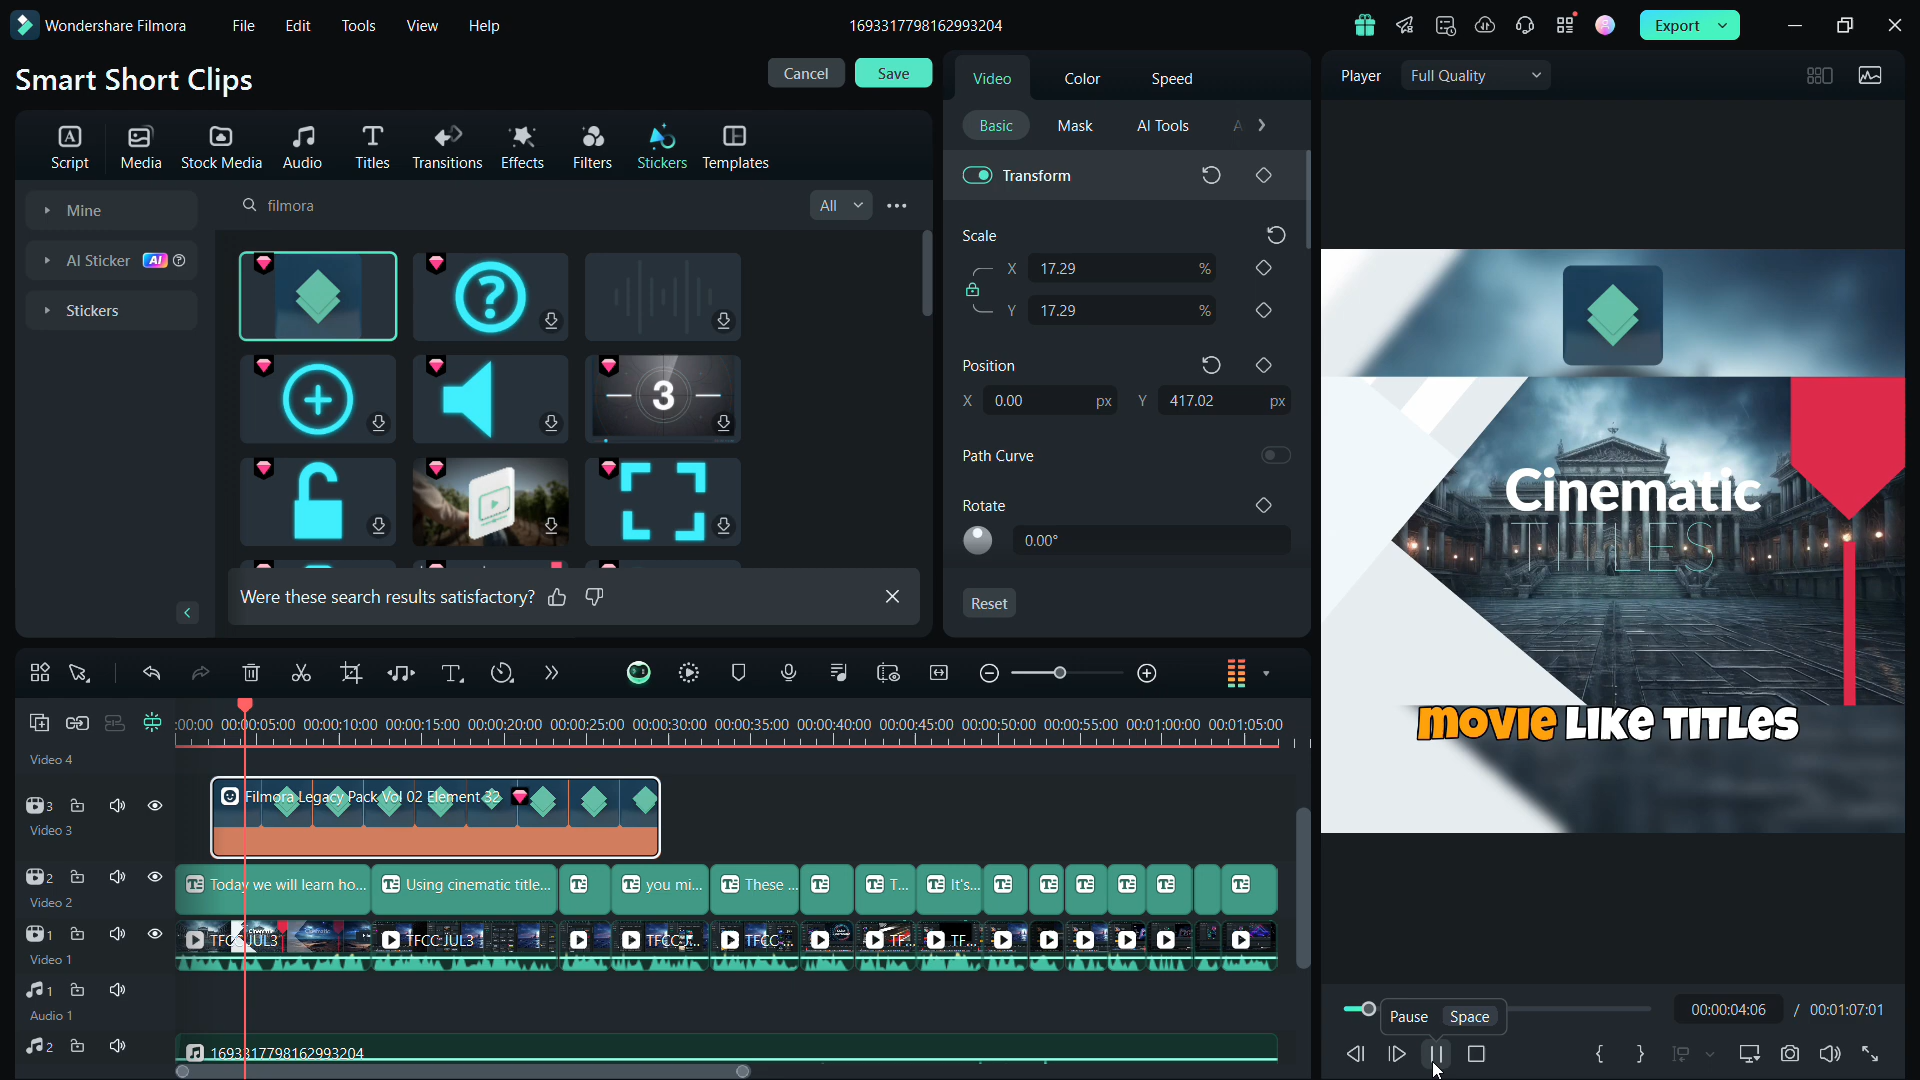 Wondershare Filmora
File
Edit
Tools
View
Help
1693317798162993204
Export
Smart Short Clips
Cancel
Save
Script
Media
Stock Media
Audio
Titles
Transitions
Effects
Filters
Stickers
Templates
Mine
AI Sticker
AI
Stickers
filmora
All
3
Were these search results satisfactory?
Video
Color
Speed
Basic
Mask
AI Tools
A
Transform
Scale
X
17.29
%
Y
17.29
%
Position
X
0.00
px
Y
417.02
px
Path Curve
Rotate
0.00°
Reset
Player
Full Quality
Cinematic
TITLES
MOVIE LIKE TITLES
Pause
Space
00:00:04:06
/
00:01:07:01
:00:00
00:00:05:00
00:00:10:00
00:00:15:00
00:00:20:00
00:00:25:00
00:00:30:00
00:00:35:00
00:00:40:00
00:00:45:00
00:00:50:00
00:00:55:00
00:01:00:00
00:01:05:00
Video 4
3
Video 3
Filmora Legacy Pack Vol 02 Element 32
2
Video 2
Today we will learn ho...
Using cinematic title...
you mi...
These ...
T...
It's...
1
Video 1
TFCC JUL3
TFCC JUL3
TFCC J...
TFCC-...
TF...
TF...
1
Audio 1
2
1693317798162993204